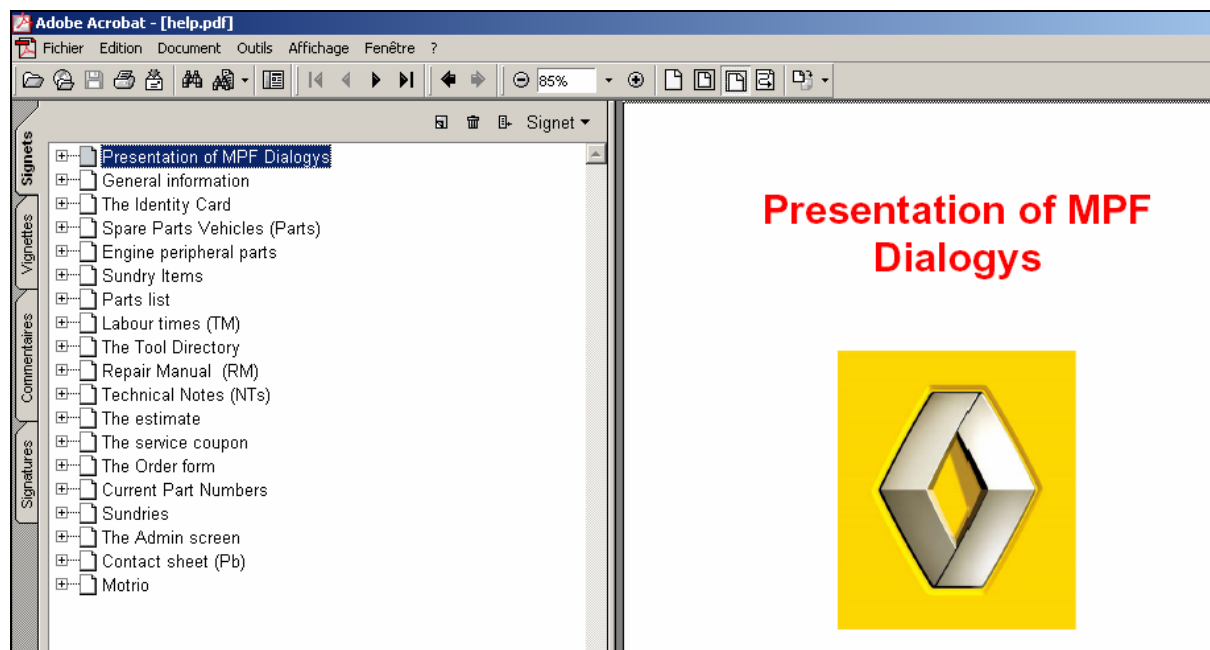 Adobe Acrobat - [help.pdf]
Fichier Edition Document Outils Affichage Fenêtre ?
85%
Signet
Signets
Vignettes
Commentaires
Signatures
Presentation of MPF Dialogys
General information
The Identity Card
Spare Parts Vehicles (Parts)
Engine peripheral parts
Sundry Items
Parts list
Labour times (TM)
The Tool Directory
Repair Manual (RM)
Technical Notes (NTs)
The estimate
The service coupon
The Order form
Current Part Numbers
Sundries
The Admin screen
Contact sheet (Pb)
Motrio
Presentation of MPF
Dialogys